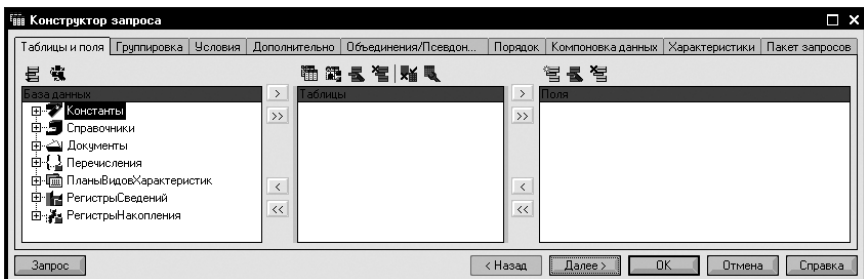 Конструктор запроса
Таблицы и поля Группировка Условия Дополнительно Объединения/Псевдон... Порядок Компоновка данных Характеристики Пакет запросов
База данных Таблицы Поля
Константы
Справочники
Документы
Перечисления
ПланыВидовХарактеристик
РегистрыСведений
РегистрыНакопления
> >
>> >>
< <
<< <<
Запрос < Назад Далее > OK Отмена Справка